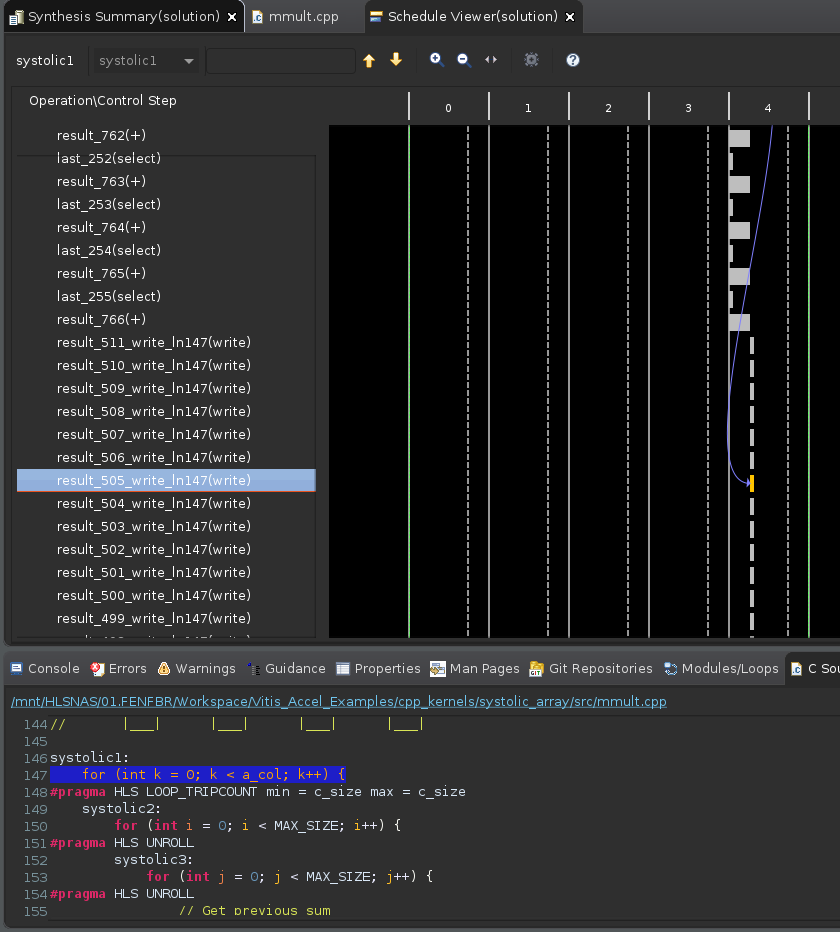 Synthesis Summary(solution) mmult.cpp Schedule Viewer(solution)
systolic1 systolic1
Operation\Control Step 0 1 2 3 4
result_762(+)
last_252(select)
result_763(+)
last_253(select)
result_764(+)
last_254(select)
result_765(+)
last_255(select)
result_766(+)
result_511_write_ln147(write)
result_510_write_ln147(write)
result_509_write_ln147(write)
result_508_write_ln147(write)
result_507_write_ln147(write)
result_506_write_ln147(write)
result_505_write_ln147(write)
result_504_write_ln147(write)
result_503_write_ln147(write)
result_502_write_ln147(write)
result_501_write_ln147(write)
result_500_write_ln147(write)
result_499_write_ln147(write)
Console Errors Warnings Guidance Properties Man Pages Git Repositories Modules/Loops C Sou
/mnt/HLSNAS/01.FENFBR/Workspace/Vitis_Accel_Examples/cpp_kernels/systolic_array/src/mmult.cpp
144 // |___| |___| |___| |___|
145
146 systolic1:
147 for (int k = 0; k < a_col; k++) {
148 #pragma HLS LOOP_TRIPCOUNT min = c_size max = c_size
149 systolic2:
150 for (int i = 0; i < MAX_SIZE; i++) {
151 #pragma HLS UNROLL
152 systolic3:
153 for (int j = 0; j < MAX_SIZE; j++) {
154 #pragma HLS UNROLL
155 // Get previous sum